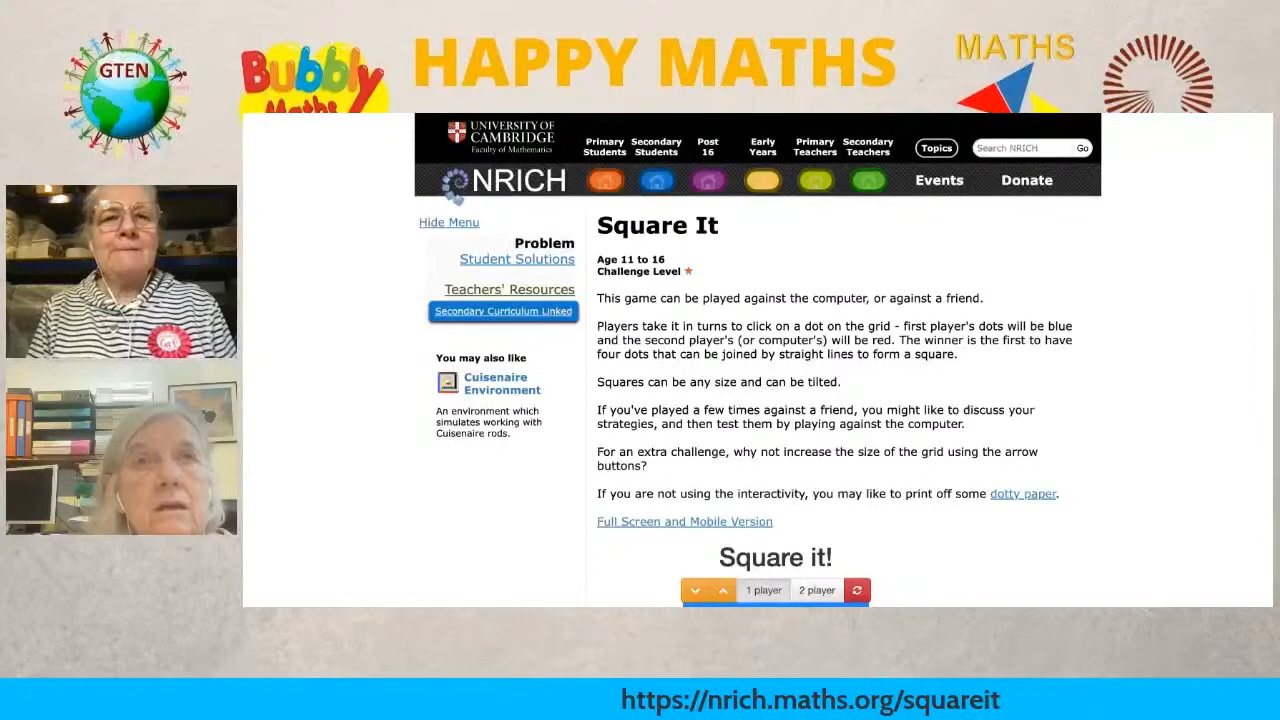 GTEN
Bubbly
Maths
HAPPY MATHS
MATHS
UNIVERSITY OF
CAMBRIDGE
Faculty of Mathematics
Primary
Students
Secondary
Students
Post
16
Early
Years
Primary
Teachers
Secondary
Teachers
Topics
Search NRICH
Go
NRICH
Events
Donate
Hide Menu
Problem
Student Solutions
Teachers' Resources
Secondary Curriculum Linked
You may also like
Cuisenaire
Environment
An environment which
simulates working with
Cuisenaire rods.
Square It
Age 11 to 16
Challenge Level
This game can be played against the computer, or against a friend.
Players take it in turns to click on a dot on the grid - first player's dots will be blue
and the second player's (or computer's) will be red. The winner is the first to have
four dots that can be joined by straight lines to form a square.
Squares can be any size and can be tilted.
If you've played a few times against a friend, you might like to discuss your
strategies, and then test them by playing against the computer.
For an extra challenge, why not increase the size of the grid using the arrow
buttons?
If you are not using the interactivity, you may like to print off some dotty paper.
Full Screen and Mobile Version
Square it!
1 player
2 player
https://nrich.maths.org/squareit